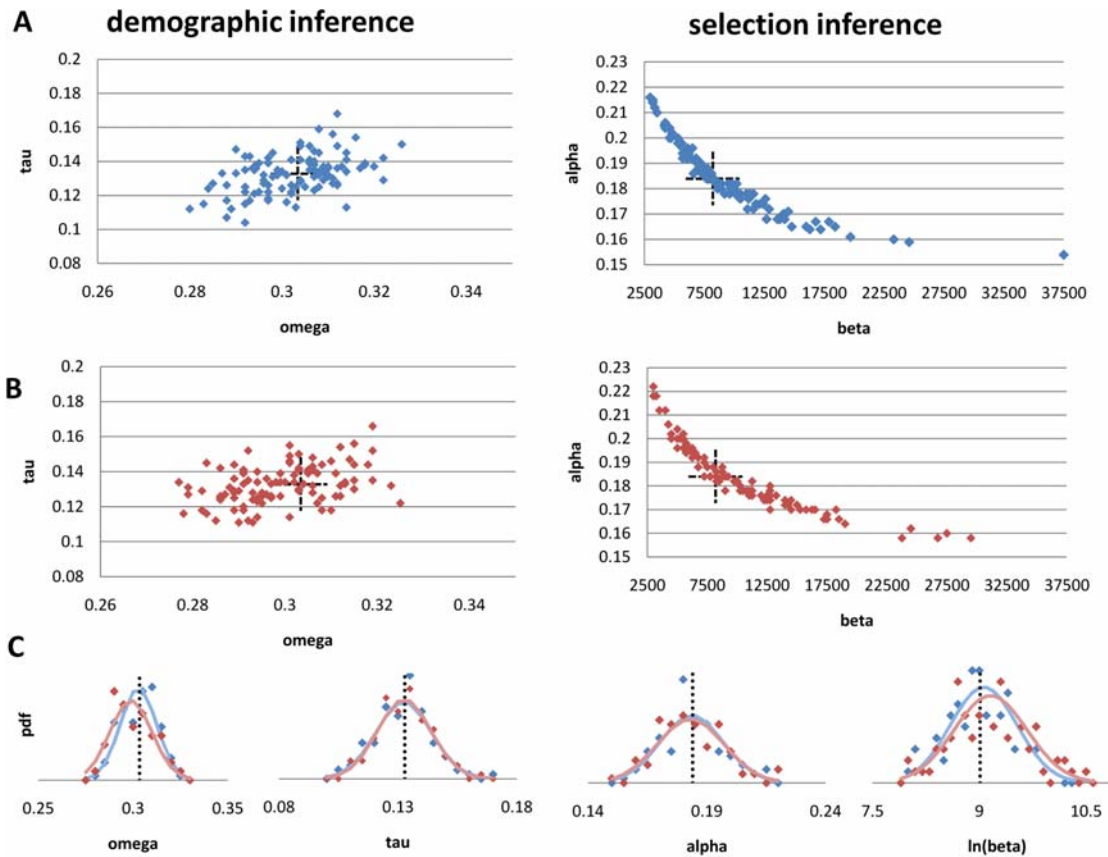 A demographic inference selection inference
0.2
0.18
0.16
0.14
0.12
0.1
0.08
tau
0.26 0.28 0.3 0.32 0.34
omega
0.23
0.22
0.21
0.2
0.19
0.18
0.17
0.16
0.15
alpha
2500 7500 12500 17500 22500 27500 32500 37500
beta
B
0.2
0.18
0.16
0.14
0.12
0.1
0.08
tau
0.26 0.28 0.3 0.32 0.34
omega
0.23
0.22
0.21
0.2
0.19
0.18
0.17
0.16
0.15
alpha
2500 7500 12500 17500 22500 27500 32500 37500
beta
C
pdf
0.25 0.3 0.35
omega
0.08 0.13 0.18
tau
0.14 0.19 0.24
alpha
7.5 9 10.5
ln(beta)